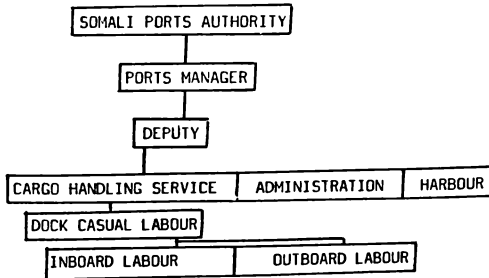 SOMALI PORTS AUTHORITY
PORTS MANAGER
DEPUTY
CARGO HANDLING SERVICE ADMINISTRATION HARBOUR
DOCK CASUAL LABOUR
INBOARD LABOUR OUTBOARD LABOUR